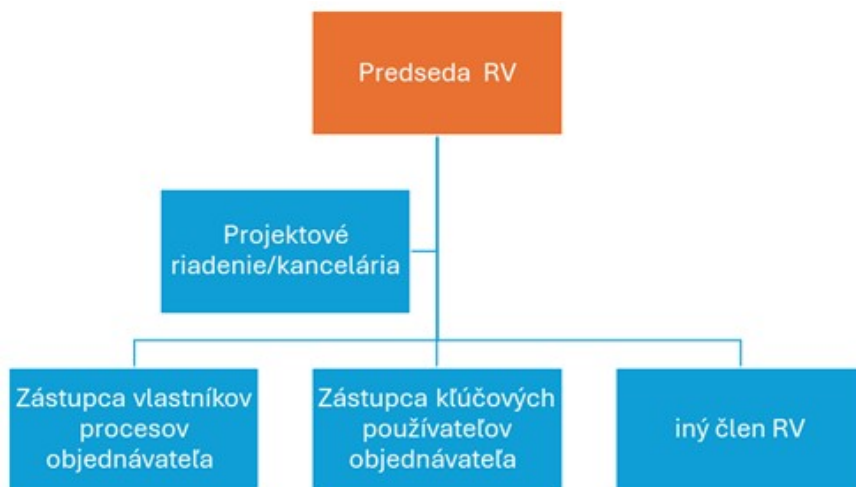 Predseda RV
Projektové
riadenie/kancelária
Zástupca vlastníkov
procesov
objednávateľa
Zástupca kľúčových
používateľov
objednávateľa
iný člen RV